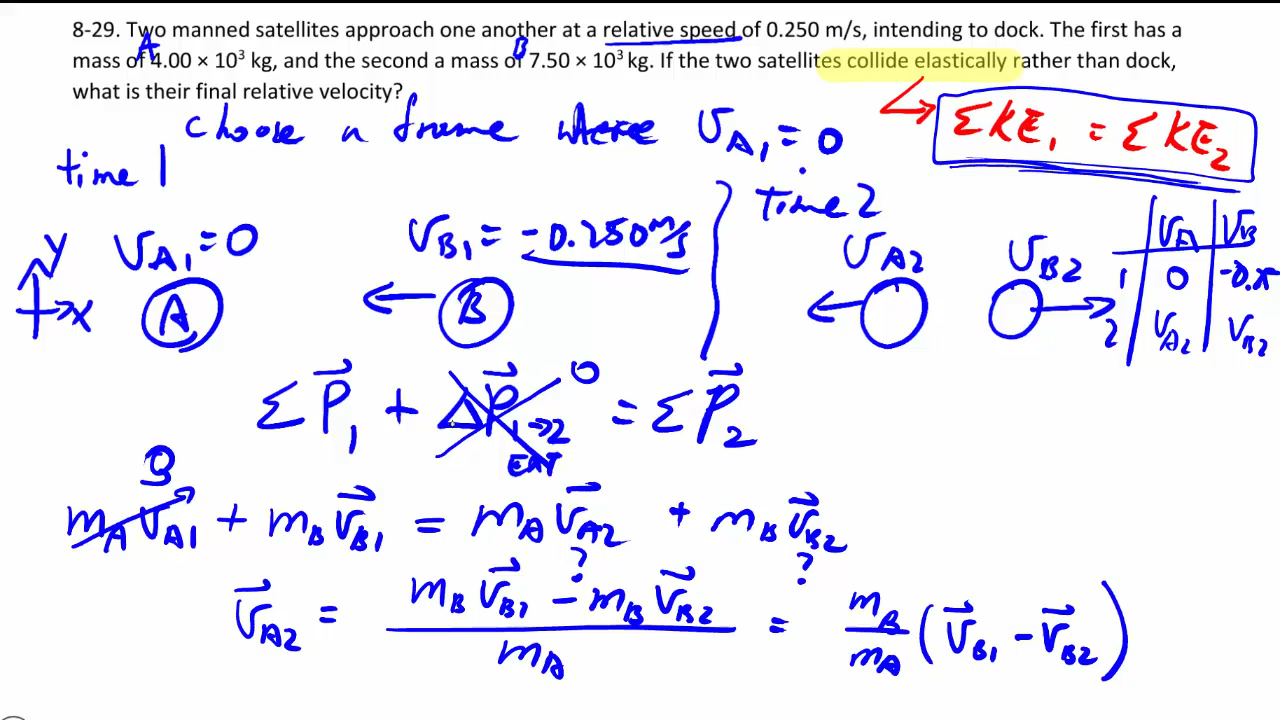 8-29. Two manned satellites approach one another at a relative speed of 0.250 m/s, intending to dock. The first has a
A B
mass of 4.00 × 10³ kg, and the second a mass of 7.50 × 10³ kg. If the two satellites collide elastically rather than dock,
what is their final relative velocity?
choose a frame where V_A1 = 0
ΣKE₁ = ΣKE₂
time 1
time 2
V_A1 = 0 V_B1 = -0.250 m/s
V_A2 V_B2
V_A V_B
1 0 -0.25
2 V_A2 V_B2
y
x
A B
ΣP⃗₁ + ΔP⃗₁→₂ EXT 0 = ΣP⃗₂
0
m_A V⃗_A1 + m_B V⃗_B1 = m_A V⃗_A2 + m_B V⃗_B2
? ?
V⃗_A2 = (m_B V⃗_B1 - m_B V⃗_B2) / m_A = m_B / m_A (V⃗_B1 - V⃗_B2)